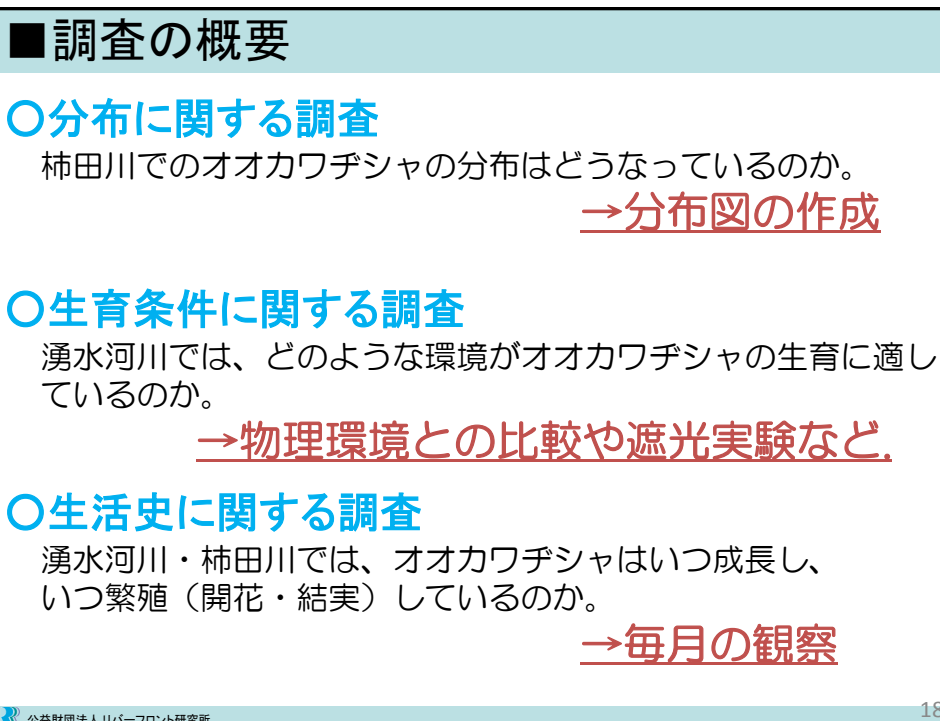 ■調査の概要
〇分布に関する調査
柿田川でのオオカワヂシャの分布はどうなっているのか。
→分布図の作成
〇生育条件に関する調査
湧水河川では、どのような環境がオオカワヂシャの生育に適し
ているのか。
→物理環境との比較や遮光実験など.
〇生活史に関する調査
湧水河川・柿田川では、オオカワヂシャはいつ成長し、
いつ繁殖（開花・結実）しているのか。
→毎月の観察
公益財団法人リバーフロント研究所
18